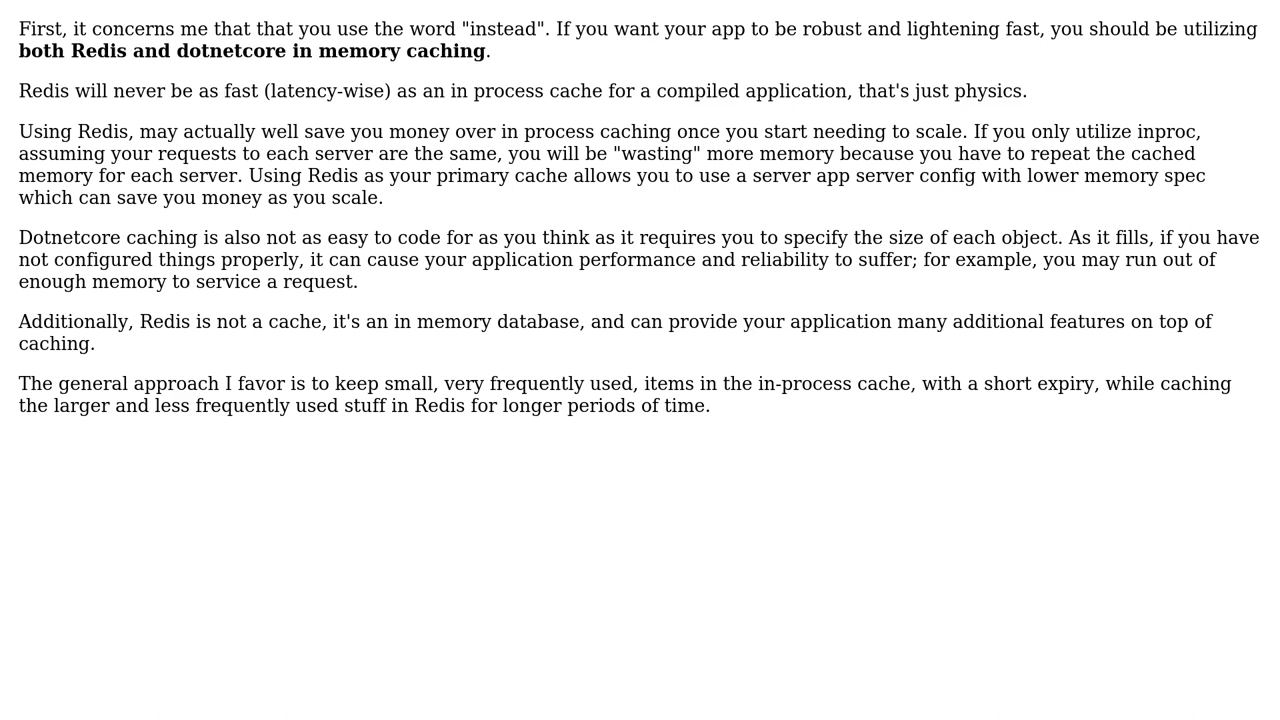 First, it concerns me that that you use the word "instead". If you want your app to be robust and lightening fast, you should be utilizing
both Redis and dotnetcore in memory caching.
Redis will never be as fast (latency-wise) as an in process cache for a compiled application, that's just physics.
Using Redis, may actually well save you money over in process caching once you start needing to scale. If you only utilize inproc,
assuming your requests to each server are the same, you will be "wasting" more memory because you have to repeat the cached
memory for each server. Using Redis as your primary cache allows you to use a server app server config with lower memory spec
which can save you money as you scale.
Dotnetcore caching is also not as easy to code for as you think as it requires you to specify the size of each object. As it fills, if you have
not configured things properly, it can cause your application performance and reliability to suffer; for example, you may run out of
enough memory to service a request.
Additionally, Redis is not a cache, it's an in memory database, and can provide your application many additional features on top of
caching.
The general approach I favor is to keep small, very frequently used, items in the in-process cache, with a short expiry, while caching
the larger and less frequently used stuff in Redis for longer periods of time.